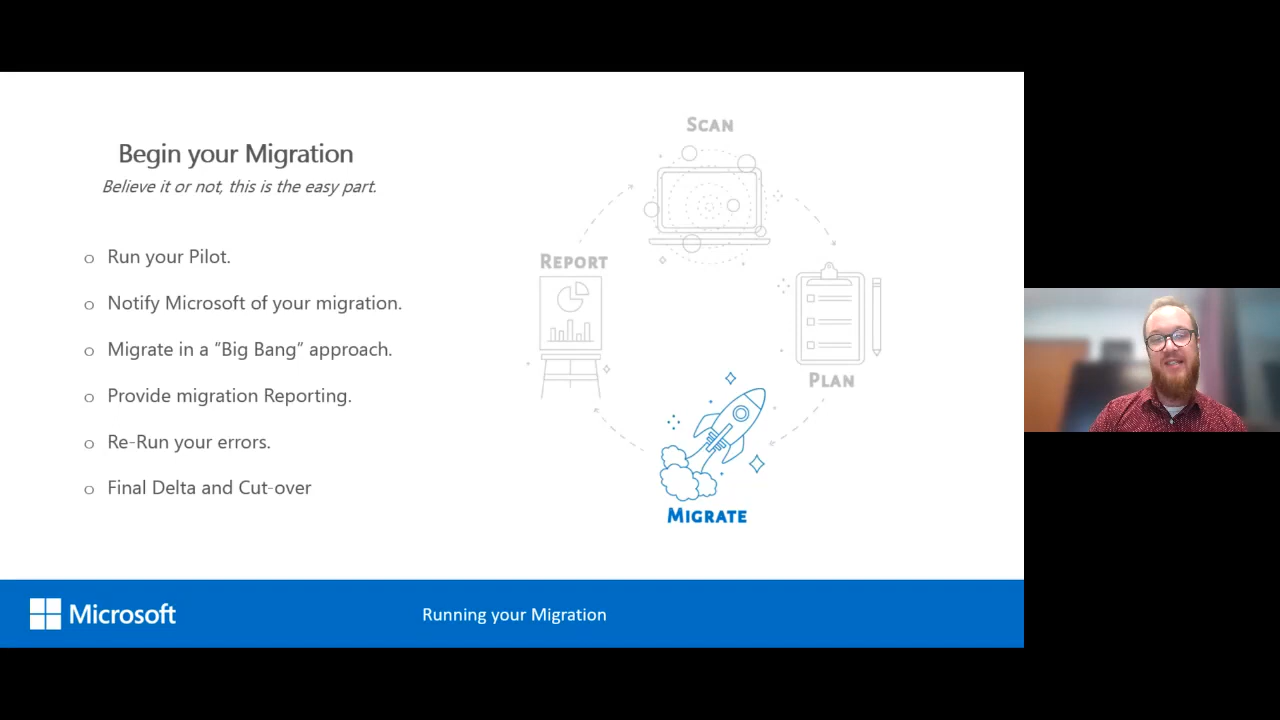 Begin your Migration
Believe it or not, this is the easy part.
o Run your Pilot.
o Notify Microsoft of your migration.
o Migrate in a “Big Bang” approach.
o Provide migration Reporting.
o Re-Run your errors.
o Final Delta and Cut-over
SCAN
REPORT
PLAN
MIGRATE
Microsoft
Running your Migration